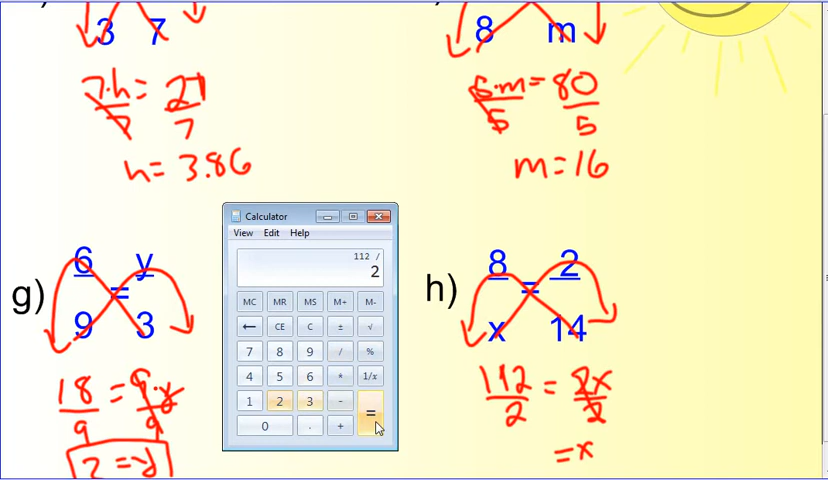 3 7
7·h = 27
7 7
h = 3.86
8 m
5·m = 80
5 5
m = 16
g) 6 = y
9 3
18 = 9·y
9 9
2 = y
Calculator
View Edit Help
112 /
2
MC MR MS M+ M-
← CE C ± √
7 8 9 / %
4 5 6 * 1/x
1 2 3 - =
0 . +
h) 8 = 2
x 14
112 = 2x
2 2
= x